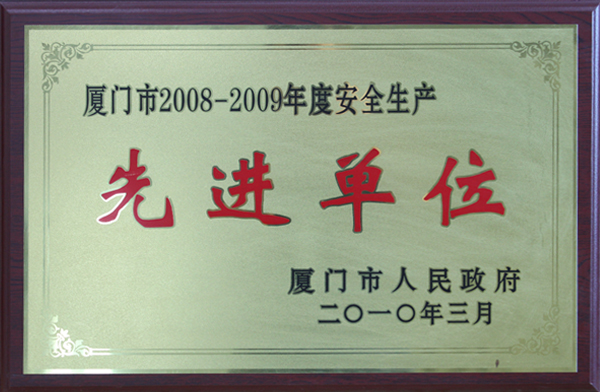 厦门市2008-2009年度安全生产
先进单位
厦门市人民政府
二〇一〇年三月